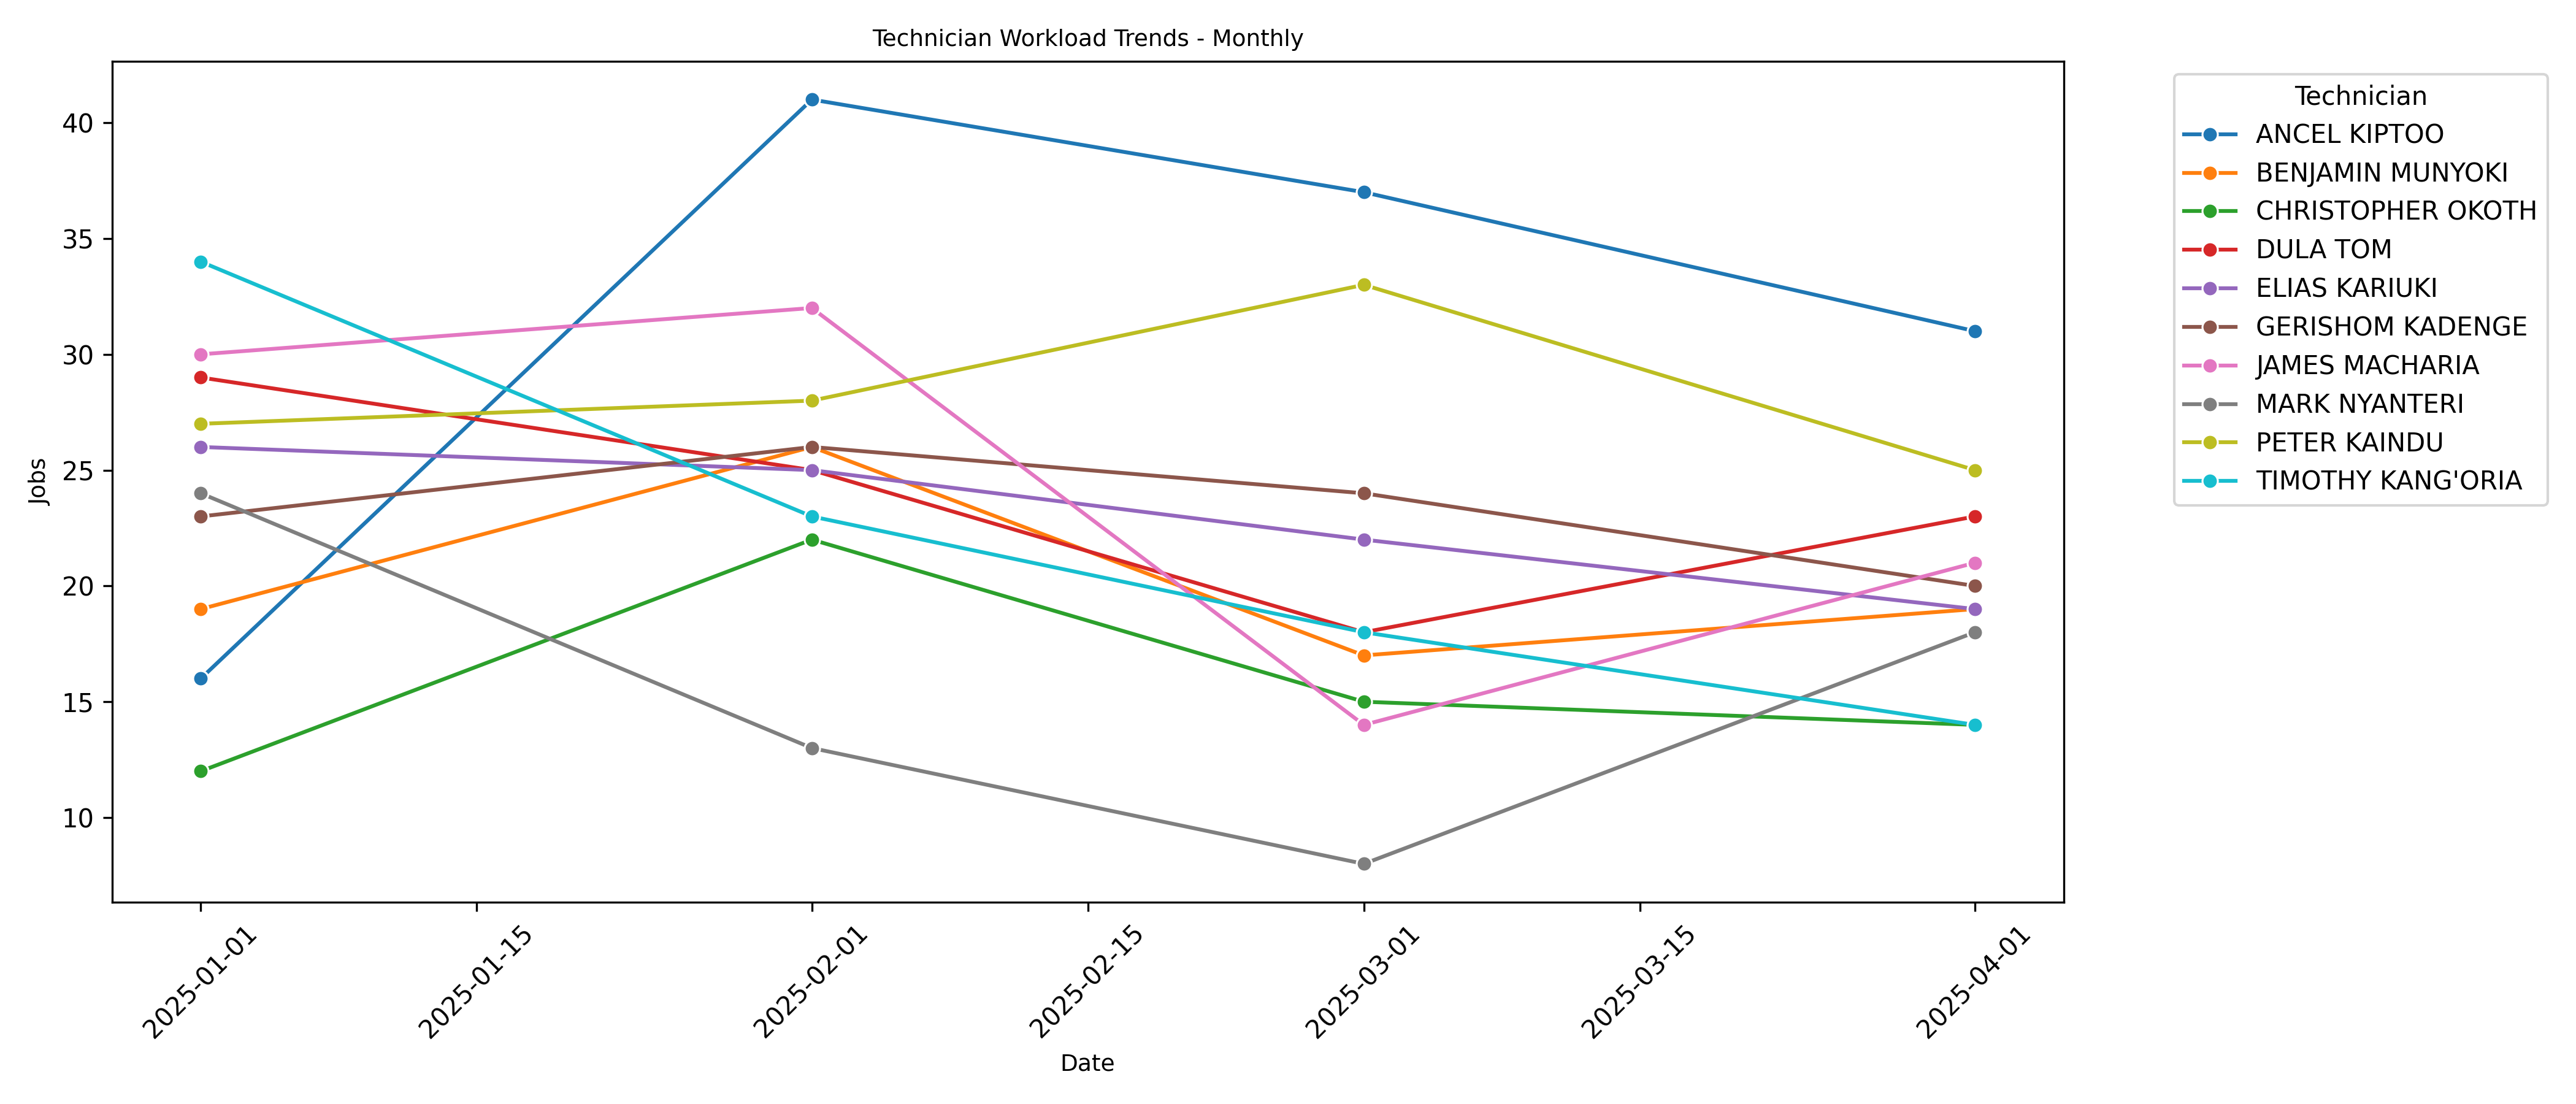 Technician Workload Trends - Monthly
Jobs
40
35
30
25
20
15
10
2025-01-01
2025-01-15
2025-02-01
2025-02-15
2025-03-01
2025-03-15
2025-04-01
Date
Technician
ANCEL KIPTOO
BENJAMIN MUNYOKI
CHRISTOPHER OKOTH
DULA TOM
ELIAS KARIUKI
GERISHOM KADENGE
JAMES MACHARIA
MARK NYANTERI
PETER KAINDU
TIMOTHY KANG'ORIA